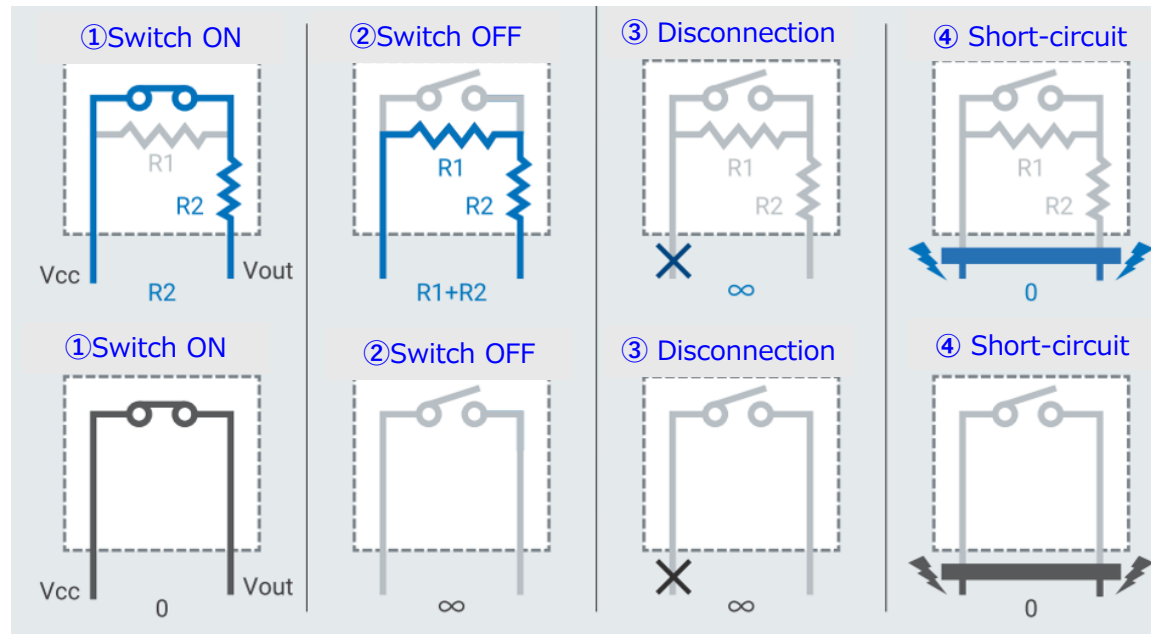 ①Switch ON
②Switch OFF
③ Disconnection
④ Short-circuit
R1
R2
Vcc
Vout
R2
R1
R2
R1+R2
R1
R2
∞
R1
R2
0
①Switch ON
②Switch OFF
③ Disconnection
④ Short-circuit
Vcc
Vout
0
∞
∞
0